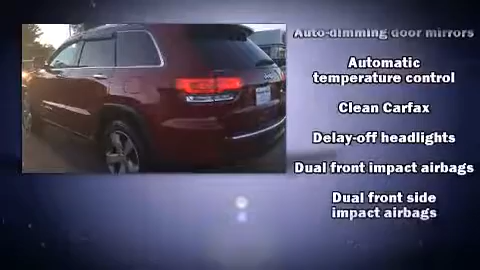 Auto-dimming door mirrors
Automatic
temperature control
Clean Carfax
Delay-off headlights
Dual front impact airbags
Dual front side
impact airbags